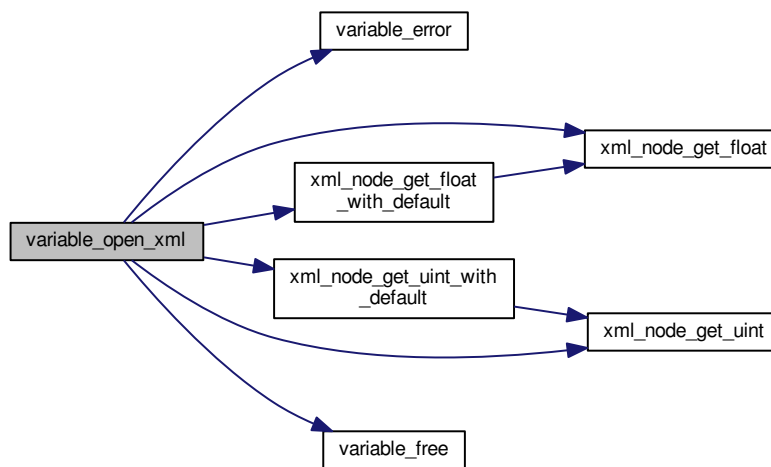 variable_error
xml_node_get_float
xml_node_get_float
_with_default
variable_open_xml
xml_node_get_uint_with
_default
xml_node_get_uint
variable_free